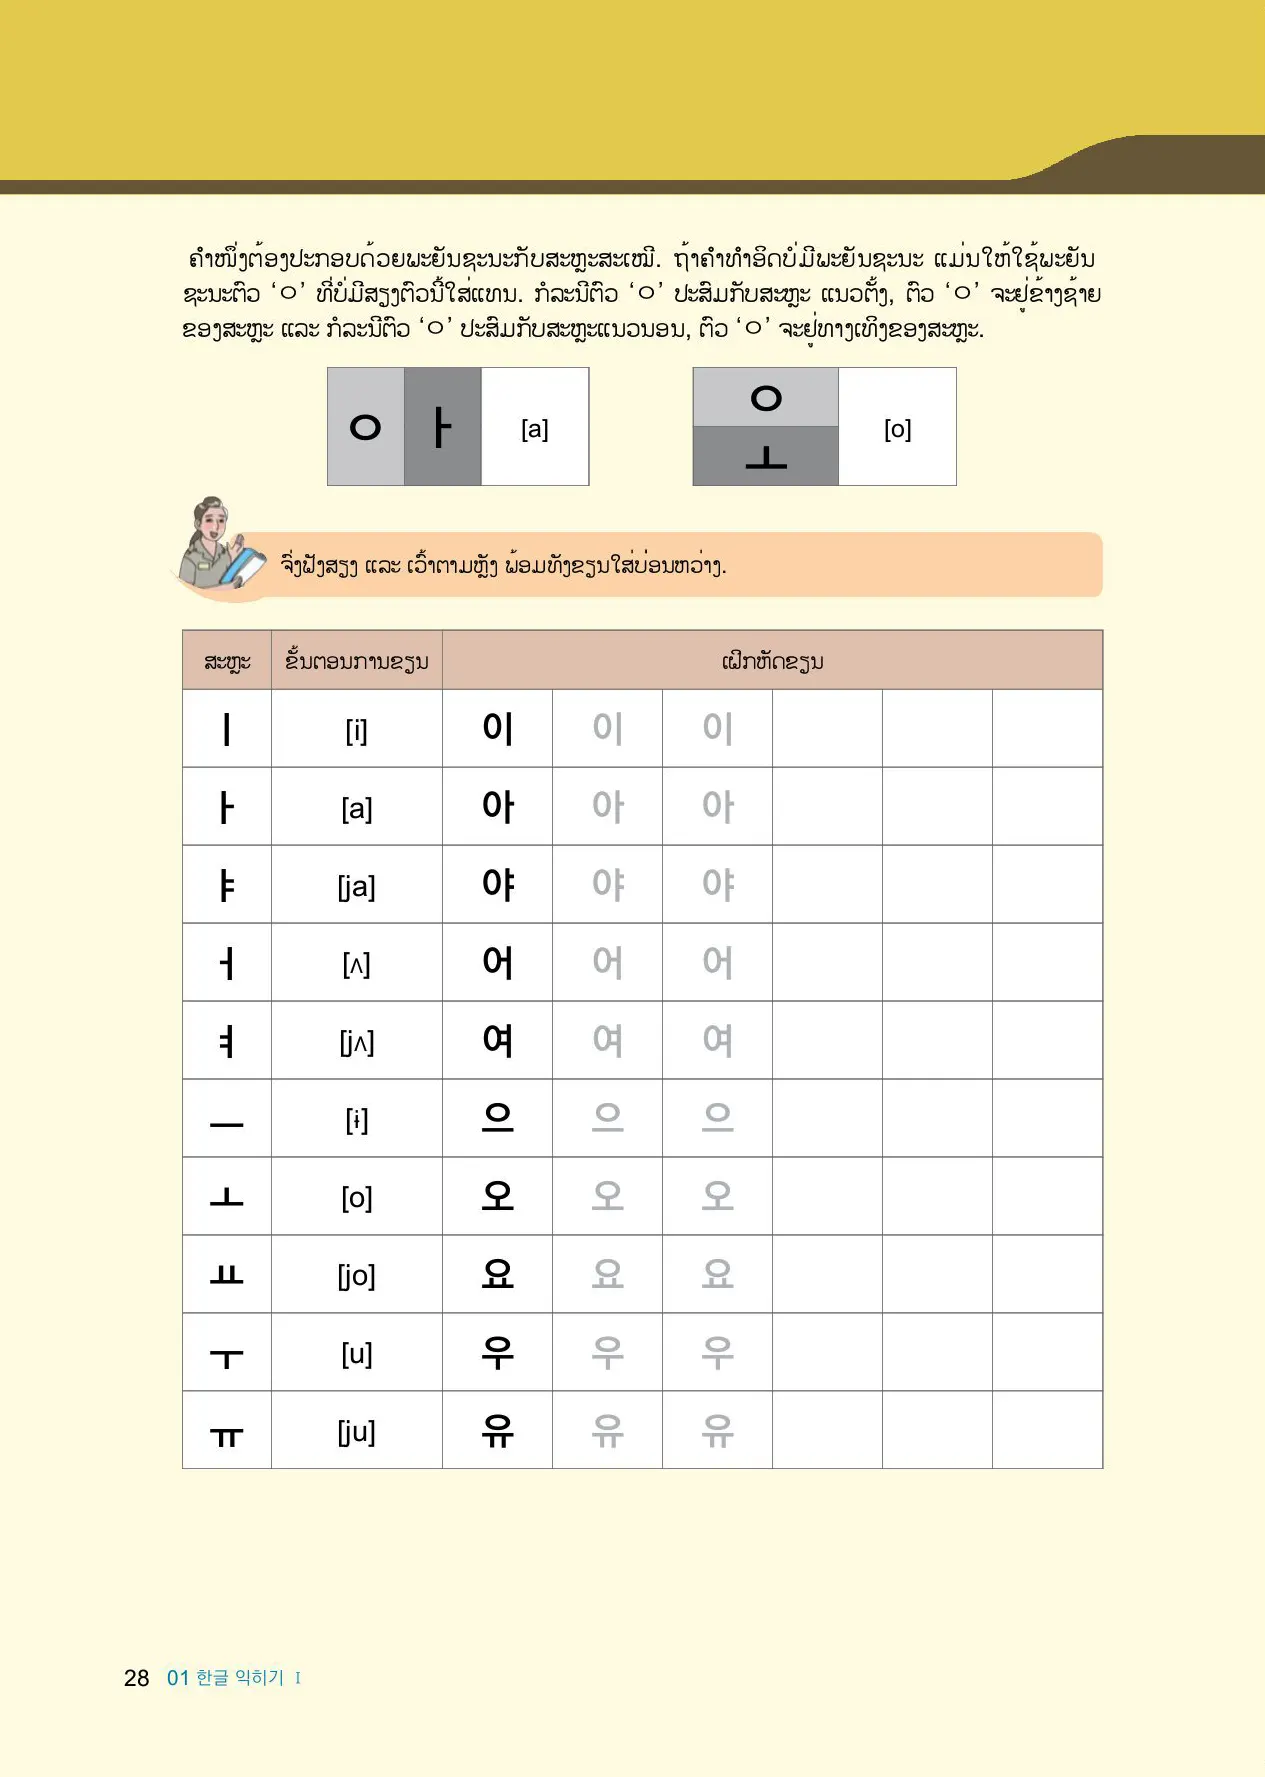 ຄຳໜຶ່ງຕ້ອງປະກອບດ້ວຍພະຍັນຊະນະກັບສະຫຼະສະເໝີ. ຖ້າຄຳທຳອິດບໍ່ມີພະຍັນຊະນະ ແມ່ນໃຫ້ໃຊ້ພະຍັນ
ຊະນະຕົວ ‘ㅇ’ ທີ່ບໍ່ມີສຽງຕົວນີ້ໃສ່ແທນ. ກໍລະນີຕົວ ‘ㅇ’ ປະສົມກັບສະຫຼະ ແນວຕັ້ງ, ຕົວ ‘ㅇ’ ຈະຢູ່ຂ້າງຊ້າຍ
ຂອງສະຫຼະ ແລະ ກໍລະນີຕົວ ‘ㅇ’ ປະສົມກັບສະຫຼະແນວນອນ, ຕົວ ‘ㅇ’ ຈະຢູ່ທາງເທິງຂອງສະຫຼະ.
ㅇ ㅏ [a]
ㅇ
ㅗ [o]
ຈົ່ງຟັງສຽງ ແລະ ເວົ້າຕາມຫຼັງ ພ້ອມທັງຂຽນໃສ່ບ່ອນຫວ່າງ.
ສະຫຼະ ຂັ້ນຕອນການຂຽນ ເຝິກຫັດຂຽນ
ㅣ [i] 이 이 이
ㅏ [a] 아 아 아
ㅑ [ja] 야 야 야
ㅓ [ʌ] 어 어 어
ㅕ [jʌ] 여 여 여
ㅡ [ɨ] 으 으 으
ㅗ [o] 오 오 오
ㅛ [jo] 요 요 요
ㅜ [u] 우 우 우
ㅠ [ju] 유 유 유
28 01 한글 익히기 Ⅰ